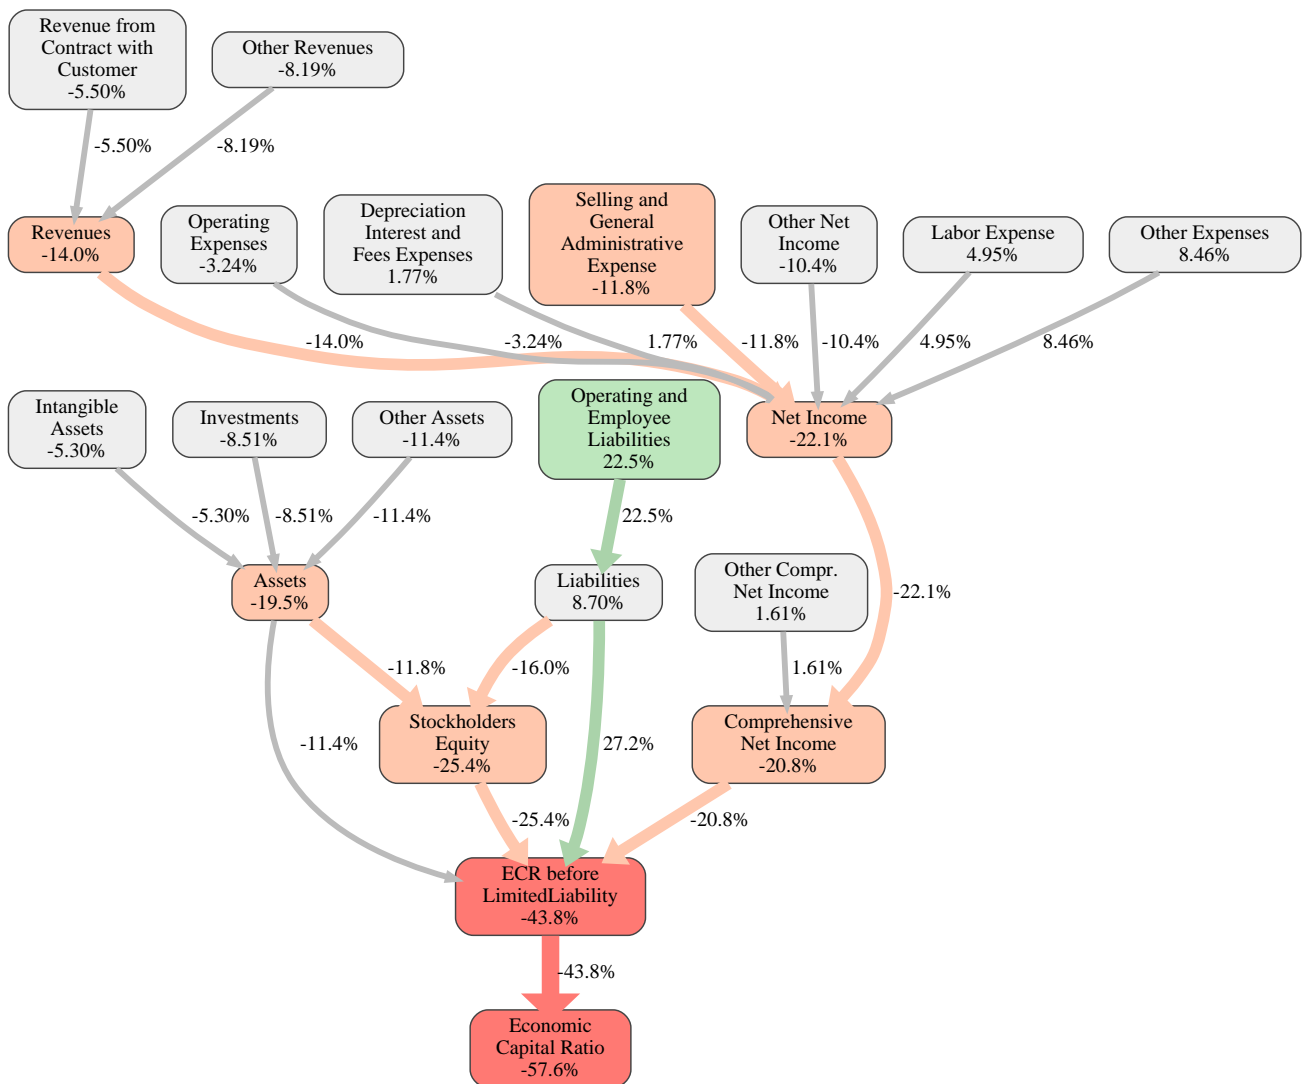 Revenue from
Contract with
Customer
-5.50%
Other Revenues
-8.19%
-5.50%
-8.19%
Revenues
-14.0%
Operating
Expenses
-3.24%
Depreciation
Interest and
Fees Expenses
1.77%
Selling and
General
Administrative
Expense
-11.8%
Other Net
Income
-10.4%
Labor Expense
4.95%
Other Expenses
8.46%
-14.0%
-3.24%
1.77%
-11.8%
-10.4%
4.95%
8.46%
Intangible
Assets
-5.30%
Investments
-8.51%
Other Assets
-11.4%
Operating and
Employee
Liabilities
22.5%
Net Income
-22.1%
-5.30%
-8.51%
-11.4%
22.5%
Assets
-19.5%
Liabilities
8.70%
Other Compr.
Net Income
1.61%
-22.1%
-11.8%
-16.0%
1.61%
Stockholders
Equity
-25.4%
Comprehensive
Net Income
-20.8%
-11.4%
27.2%
-25.4%
-20.8%
ECR before
LimitedLiability
-43.8%
-43.8%
Economic
Capital Ratio
-57.6%